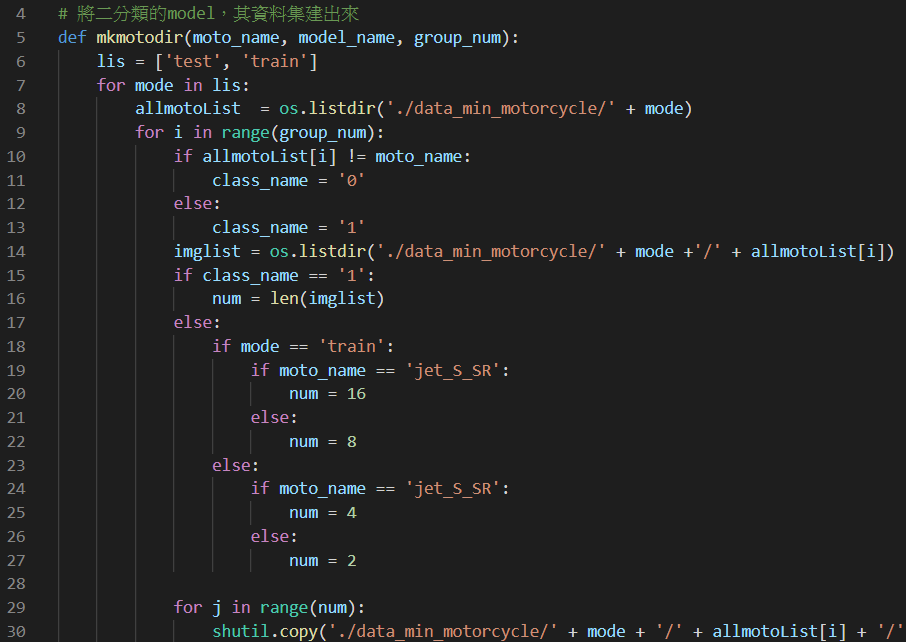 4 # 將二分類的model，其資料集建出來
5 def mkmotodir(moto_name, model_name, group_num):
6     lis = ['test', 'train']
7     for mode in lis:
8         allmotoList  = os.listdir('./data_min_motorcycle/' + mode)
9         for i in range(group_num):
10             if allmotoList[i] != moto_name:
11                 class_name = '0'
12             else:
13                 class_name = '1'
14             imglist = os.listdir('./data_min_motorcycle/' + mode +'/' + allmotoList[i])
15             if class_name == '1':
16                 num = len(imglist)
17             else:
18                 if mode == 'train':
19                     if moto_name == 'jet_S_SR':
20                         num = 16
21                     else:
22                         num = 8
23                 else:
24                     if moto_name == 'jet_S_SR':
25                         num = 4
26                     else:
27                         num = 2
28
29             for j in range(num):
30                 shutil.copy('./data_min_motorcycle/' + mode + '/' + allmotoList[i] + '/'